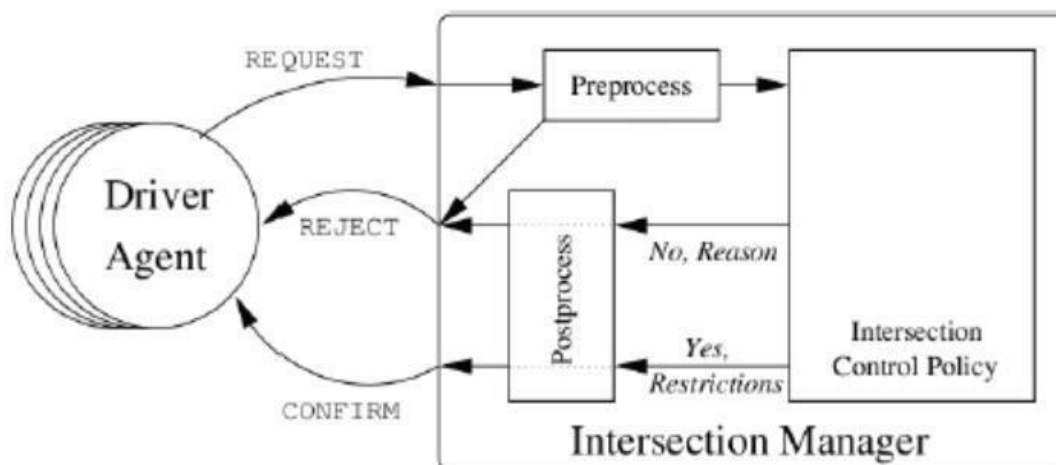 REQUEST
Preprocess
Driver
Agent
REJECT
Postprocess
No, Reason
Yes,
Restrictions
Intersection
Control Policy
CONFIRM
Intersection Manager